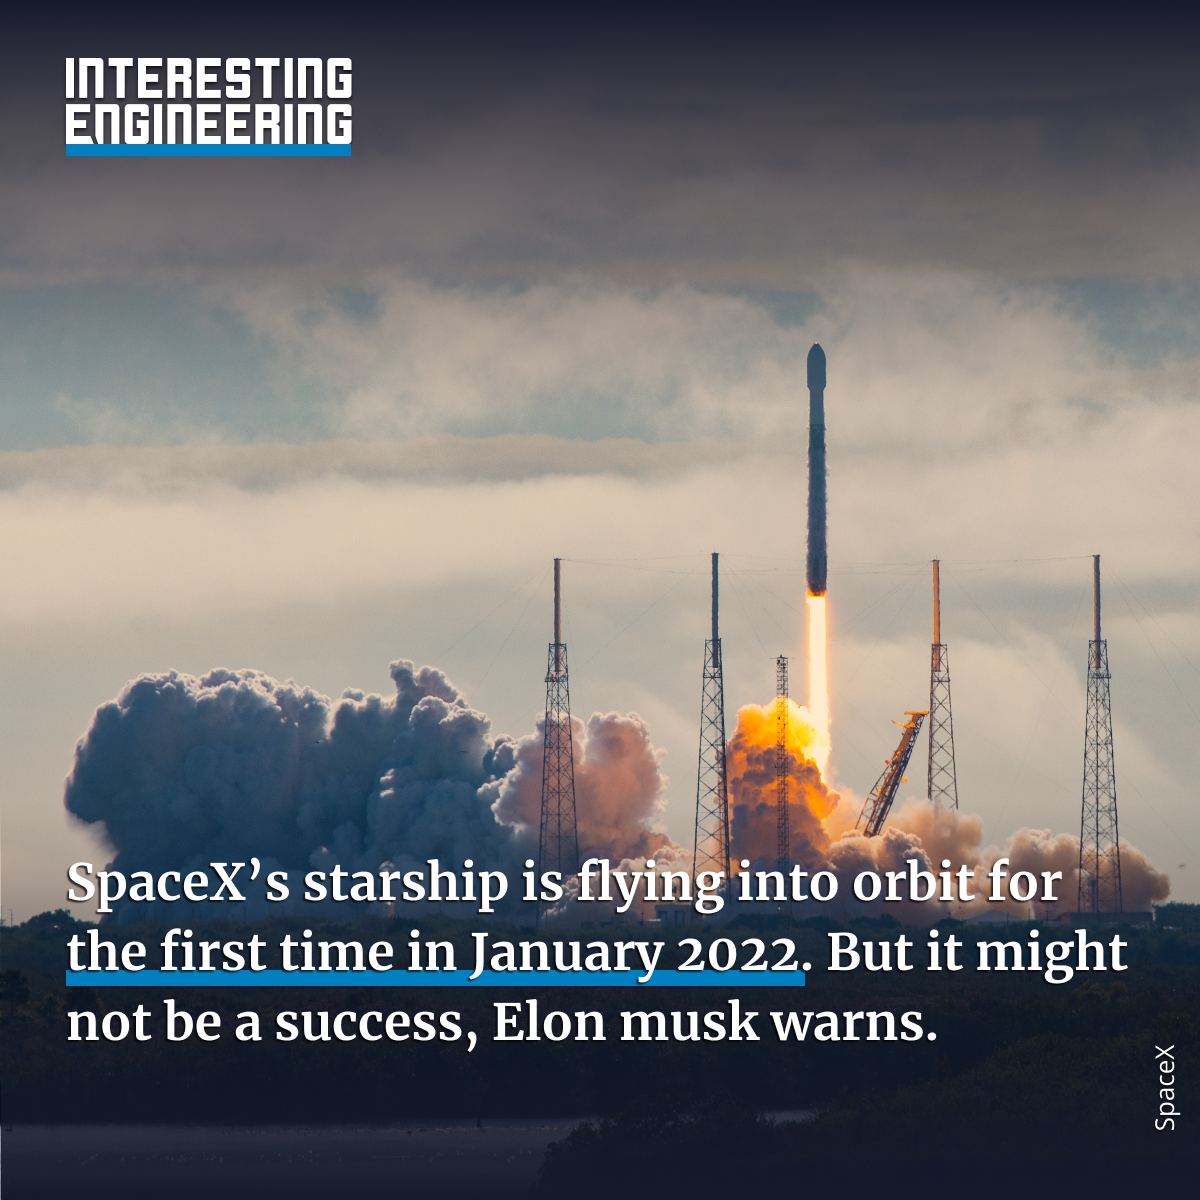 INTERESTING
ENGINEERING
SpaceX’s starship is flying into orbit for
the first time in January 2022. But it might
not be a success, Elon musk warns.
SpaceX